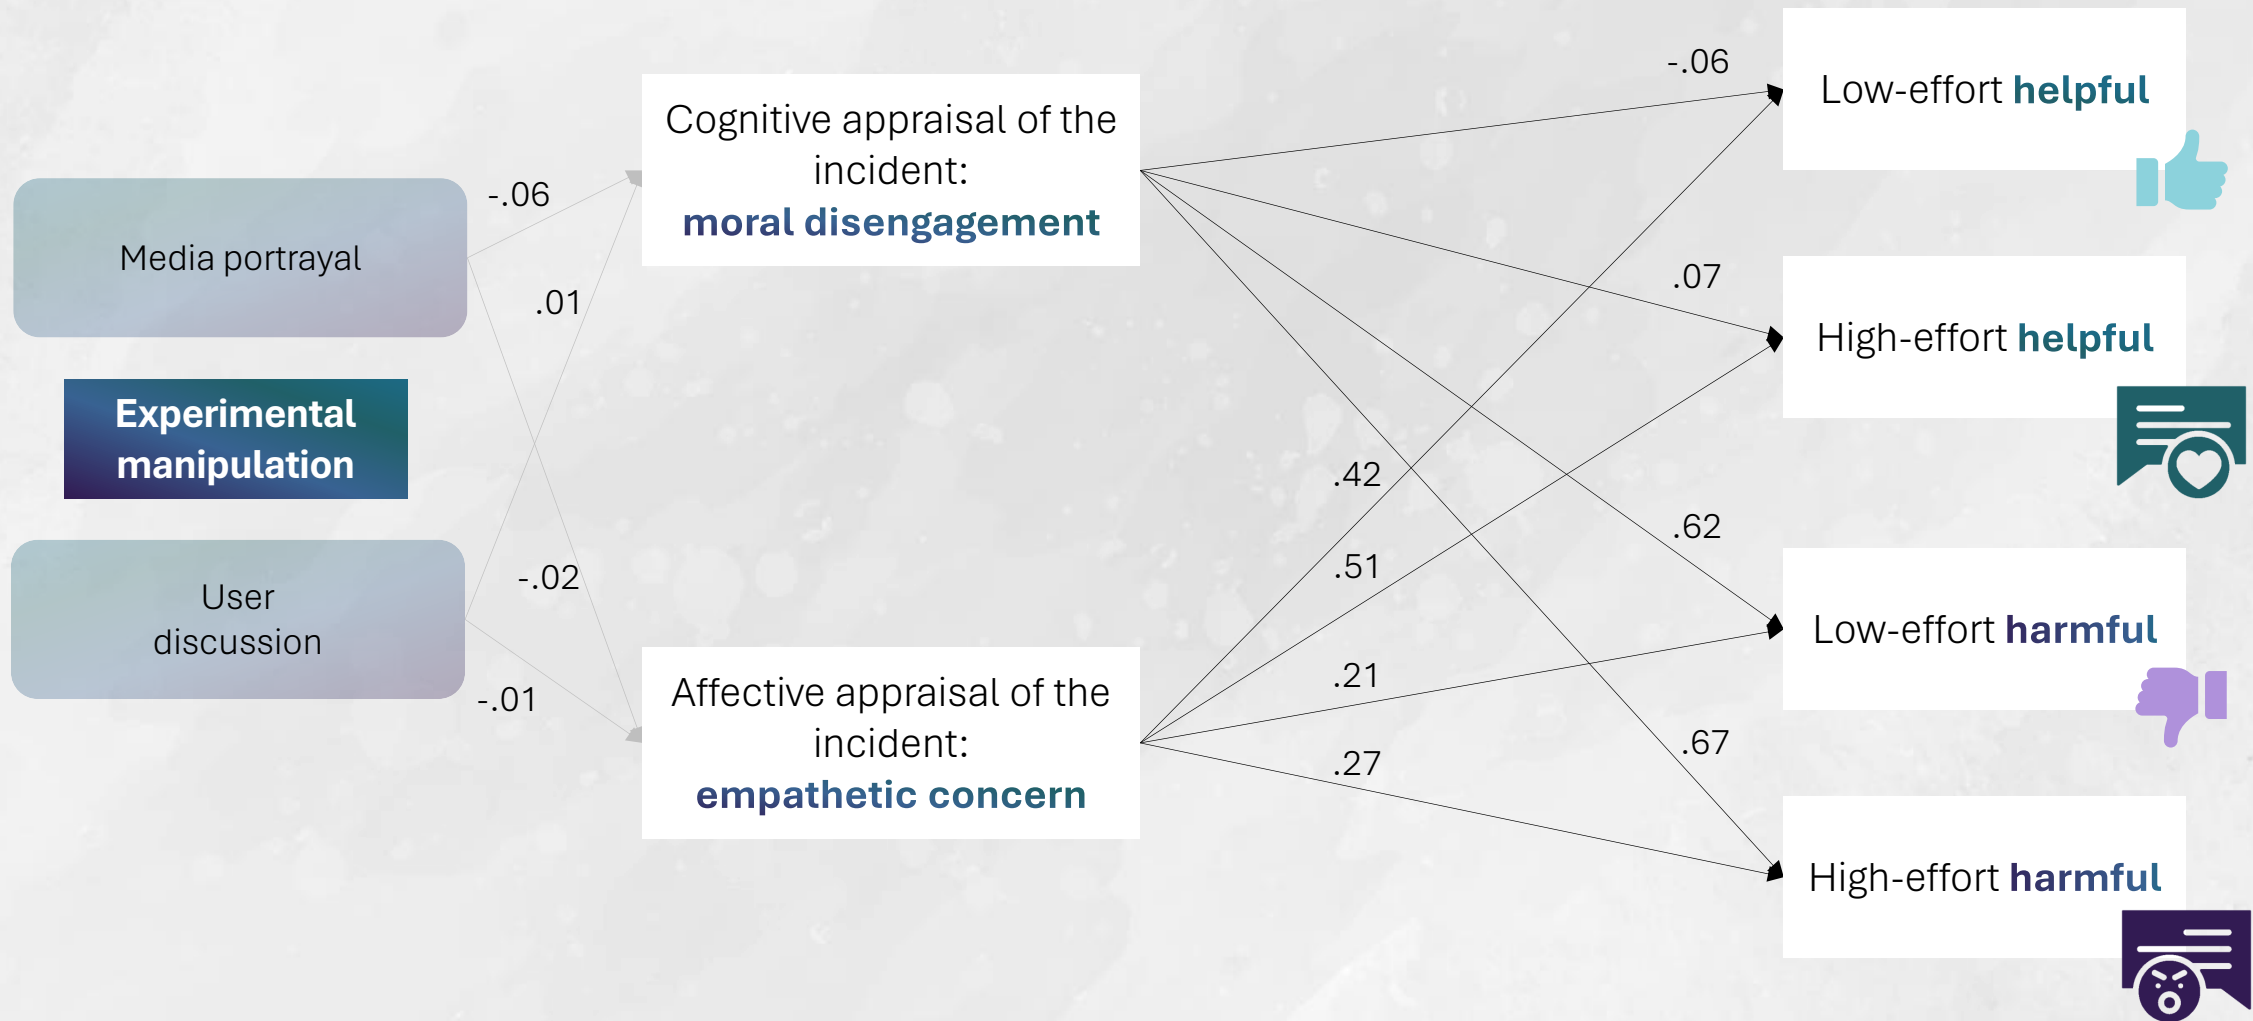 Media portrayal
Experimental
manipulation
User
discussion
-.06
.01
-.02
-.01
Cognitive appraisal of the
incident:
moral disengagement
Affective appraisal of the
incident:
empathetic concern
-.06
.07
.42
.62
.51
.21
.67
.27
Low-effort helpful
High-effort helpful
Low-effort harmful
High-effort harmful